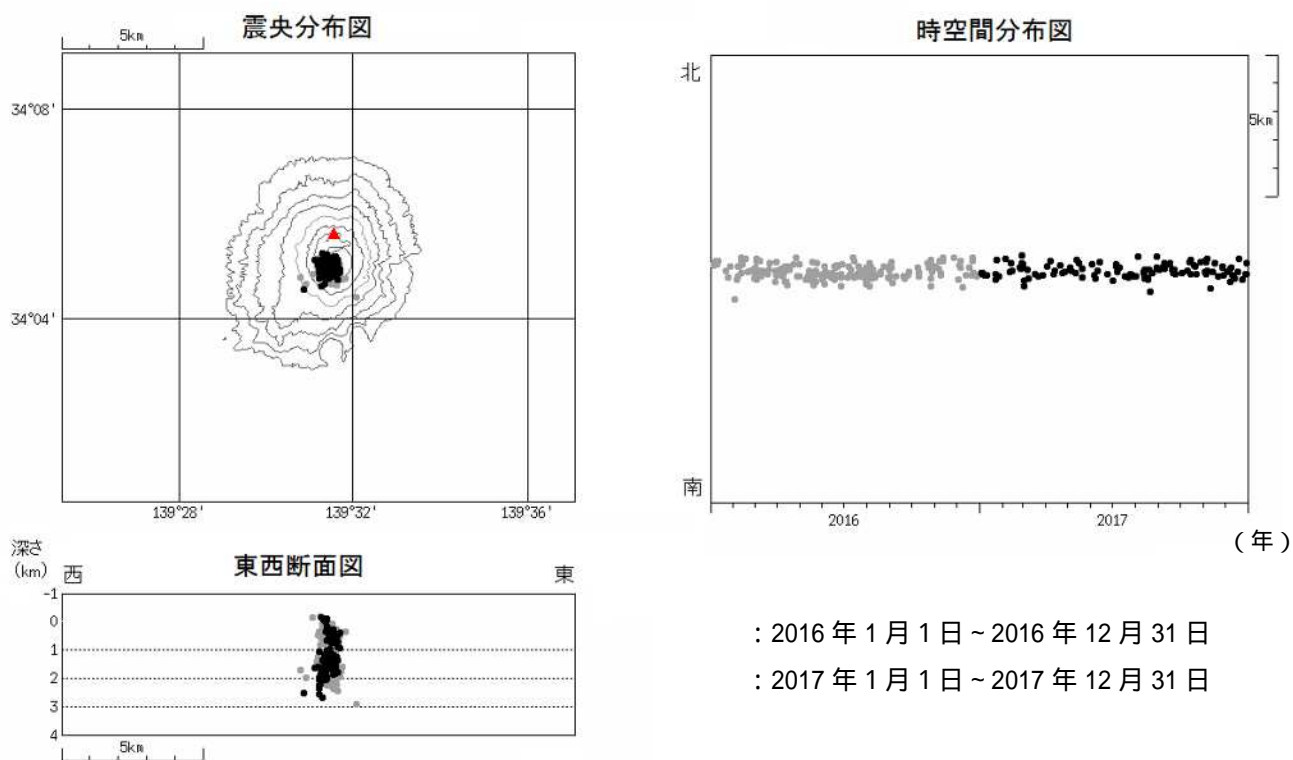 震央分布図
5km
34°08'
34°04'
139°28'
139°32'
139°36'
時空間分布図
北
5km
南
2016
2017
(年)
東西断面図
深さ
(km)
西
東
-1
0
1
2
3
4
5km
：2016 年 1 月 1 日 ~ 2016 年 12 月 31 日
：2017 年 1 月 1 日 ~ 2017 年 12 月 31 日